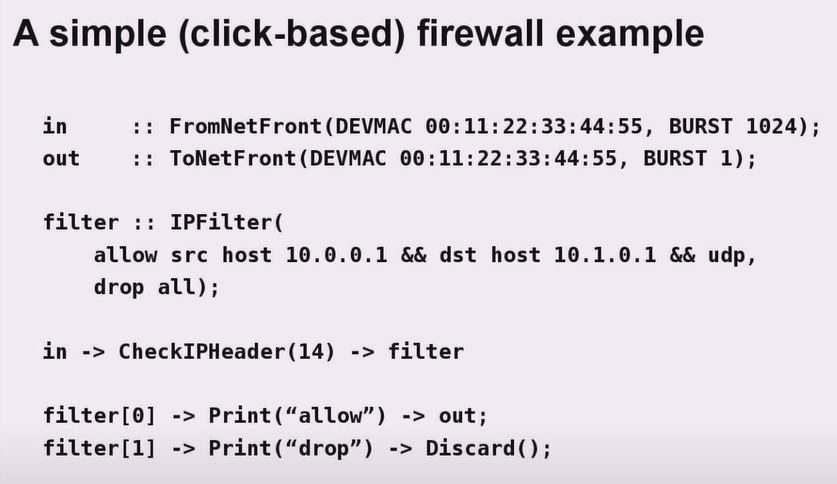 A simple (click-based) firewall example
in :: FromNetFront(DEVMAC 00:11:22:33:44:55, BURST 1024);
out :: ToNetFront(DEVMAC 00:11:22:33:44:55, BURST 1);
filter :: IPFilter(
allow src host 10.0.0.1 && dst host 10.1.0.1 && udp,
drop all);
in -> CheckIPHeader(14) -> filter
filter[0] -> Print(“allow”) -> out;
filter[1] -> Print(“drop”) -> Discard();